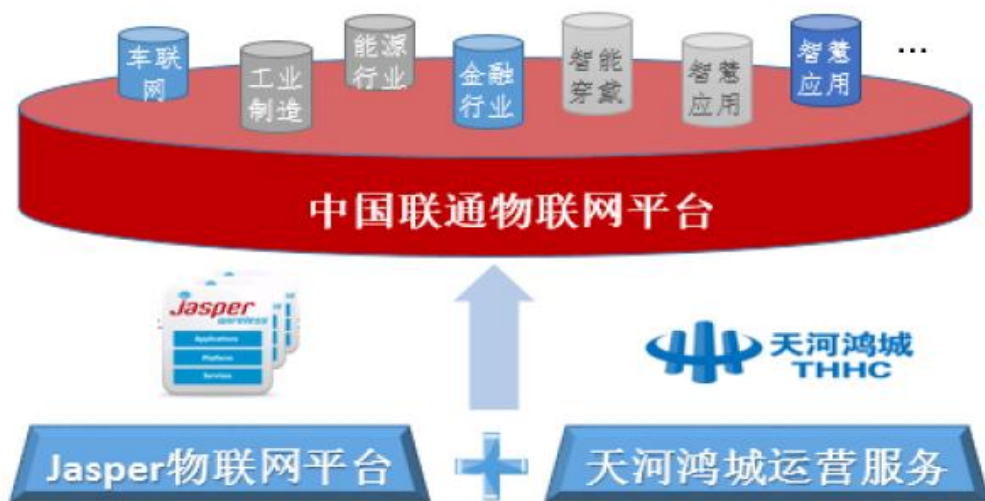 车联
网
工业
制造
能源
行业
金融
行业
智能
穿戴
智慧
应用
智慧
应用
...
中国联通物联网平台
Jasper
wireless
Applications
Platform
Services
天河鸿城
THHC
Jasper物联网平台
天河鸿城运营服务